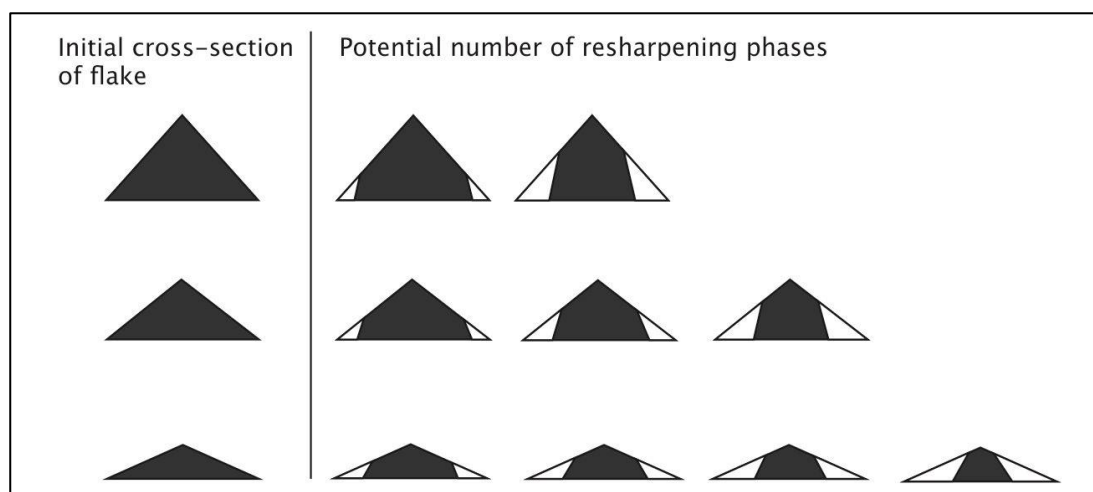 Initial cross-section
of flake
Potential number of resharpening phases